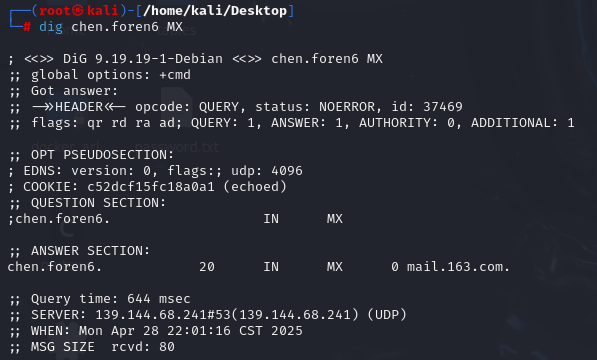 ┌──(root㉿kali)-[/home/kali/Desktop]
└─# dig chen.foren6 MX
; <<>> DiG 9.19.19-1-Debian <<>> chen.foren6 MX
;; global options: +cmd
;; Got answer:
;; ->>HEADER<<- opcode: QUERY, status: NOERROR, id: 37469
;; flags: qr rd ra ad; QUERY: 1, ANSWER: 1, AUTHORITY: 0, ADDITIONAL: 1
;; OPT PSEUDOSECTION:
; EDNS: version: 0, flags:; udp: 4096
; COOKIE: c52dcf15fc18a0a1 (echoed)
;; QUESTION SECTION:
;chen.foren6. IN MX
;; ANSWER SECTION:
chen.foren6. 20 IN MX 0 mail.163.com.
;; Query time: 644 msec
;; SERVER: 139.144.68.241#53(139.144.68.241) (UDP)
;; WHEN: Mon Apr 28 22:01:16 CST 2025
;; MSG SIZE rcvd: 80
password.txt